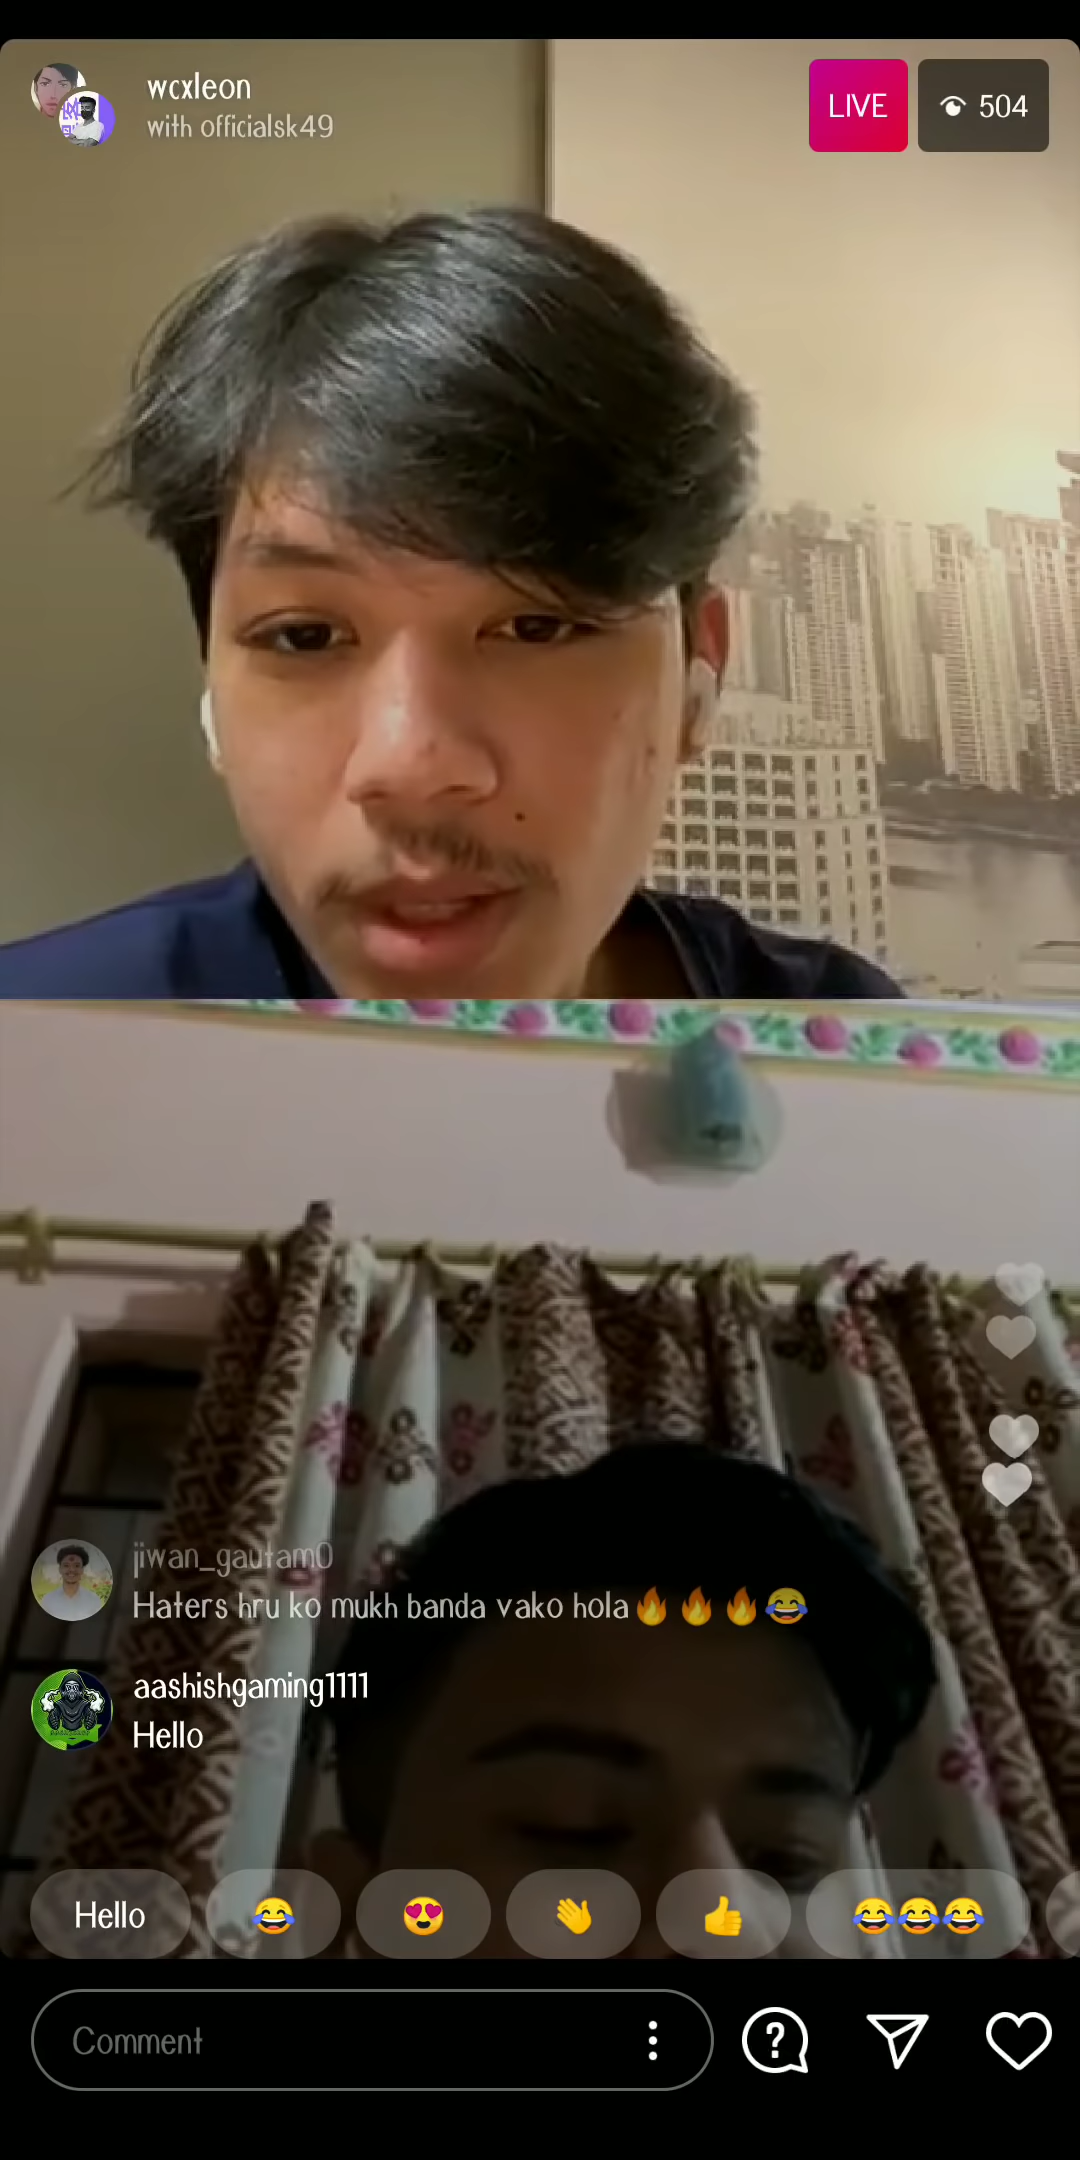 wcxleon
with officialsk49
LIVE
504
jiwan_gautam0
Haters hru ko mukh banda vako hola🔥🔥🔥😂
aashishgaming1111
Hello
Hello 😂 😍 👋 👍 😂😂😂
Comment